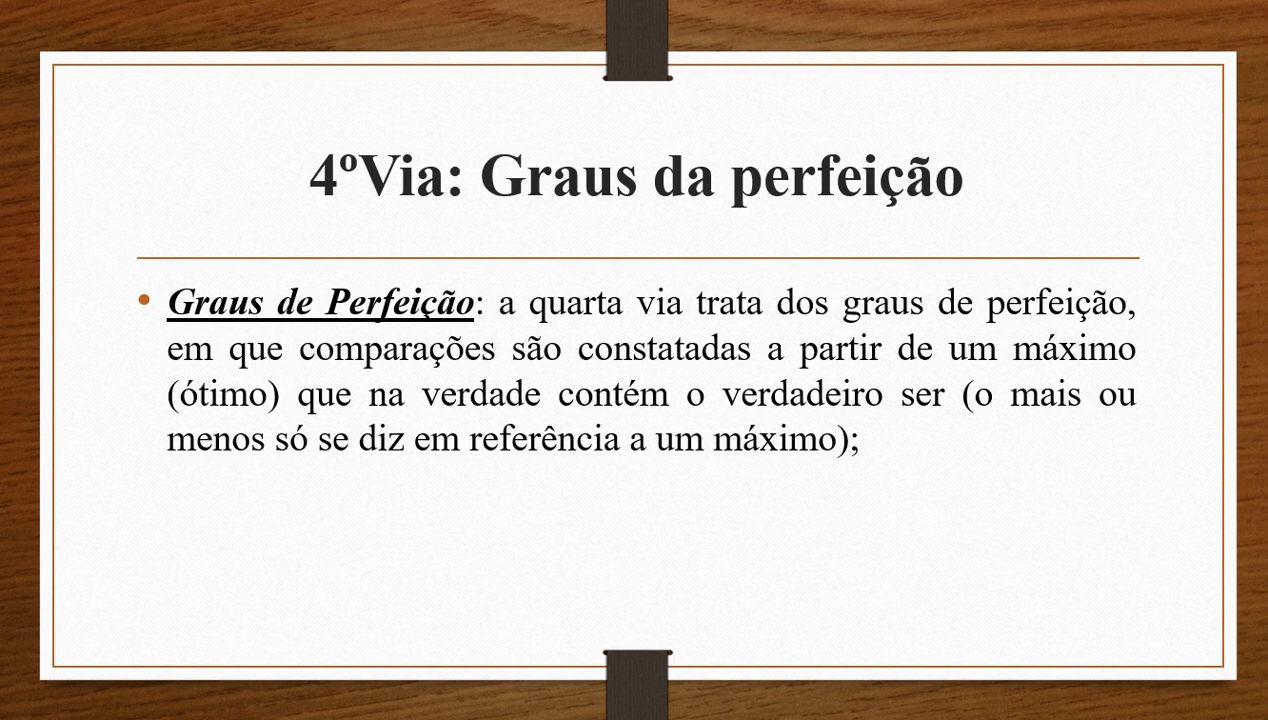 4ºVia: Graus da perfeição
• Graus de Perfeição: a quarta via trata dos graus de perfeição,
em que comparações são constatadas a partir de um máximo
(ótimo) que na verdade contém o verdadeiro ser (o mais ou
menos só se diz em referência a um máximo);